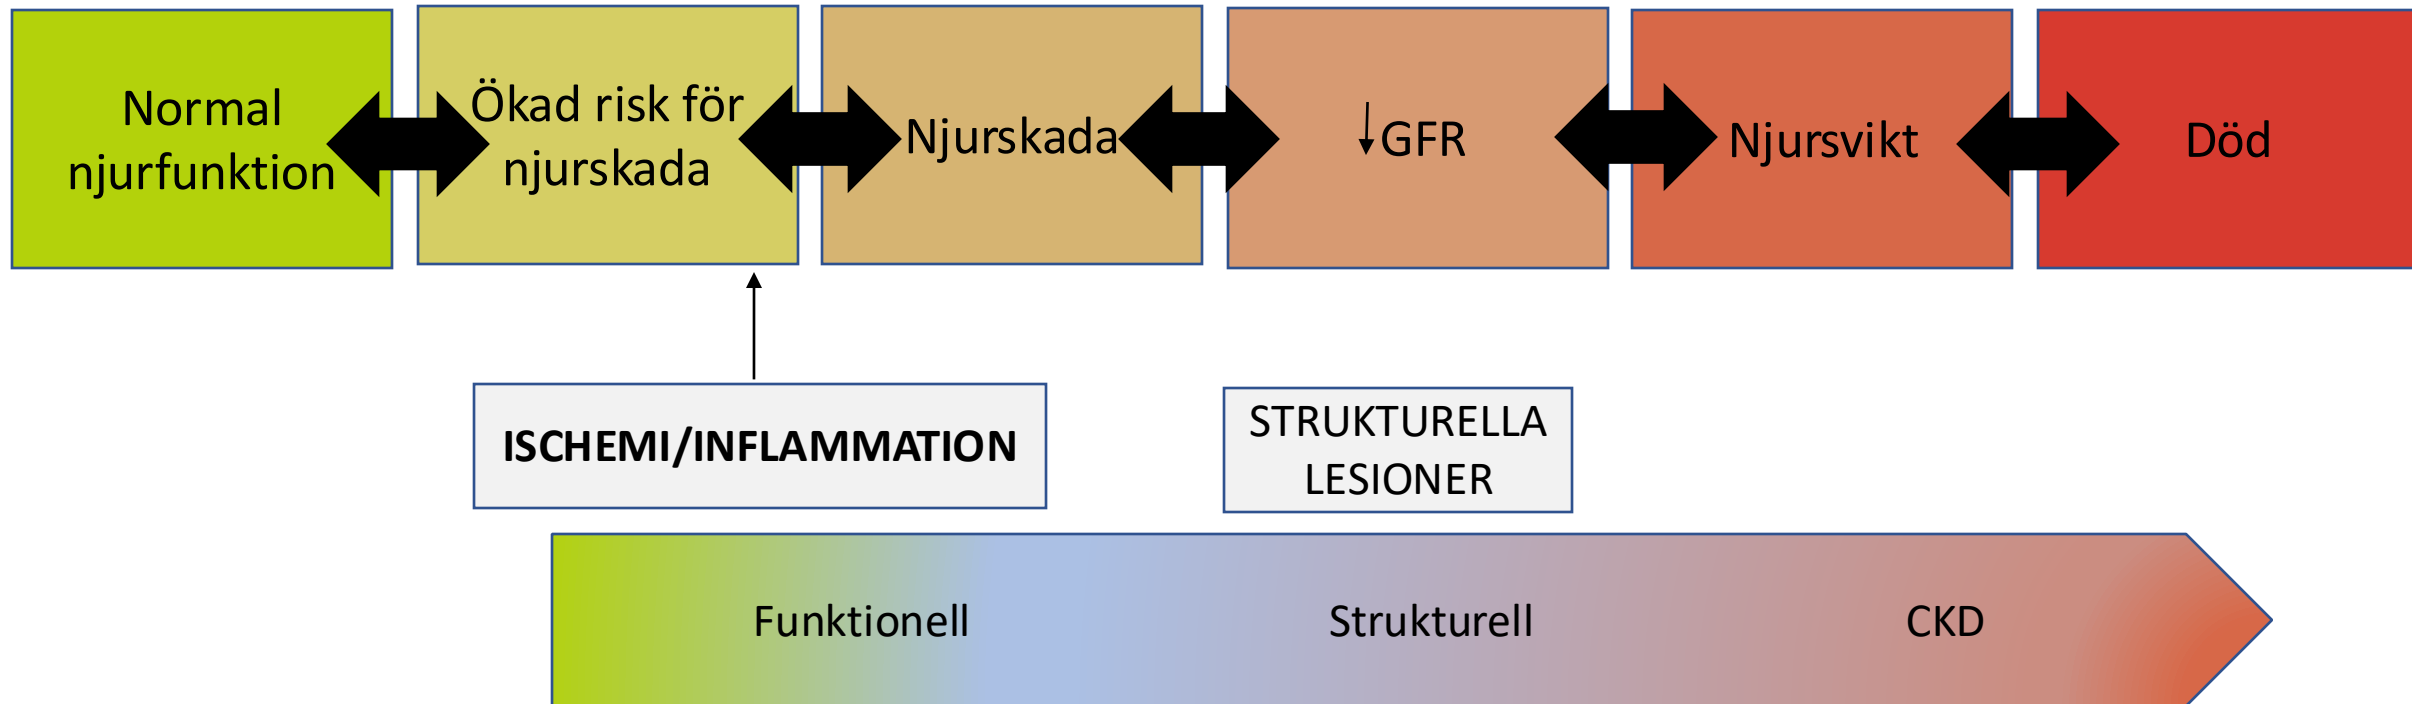 Normal
njurfunktion
Ökad risk för
njurskada
Njurskada
↓GFR
Njursvikt
Död
ISCHEMI/INFLAMMATION
STRUKTURELLA
LESIONER
Funktionell
Strukturell
CKD